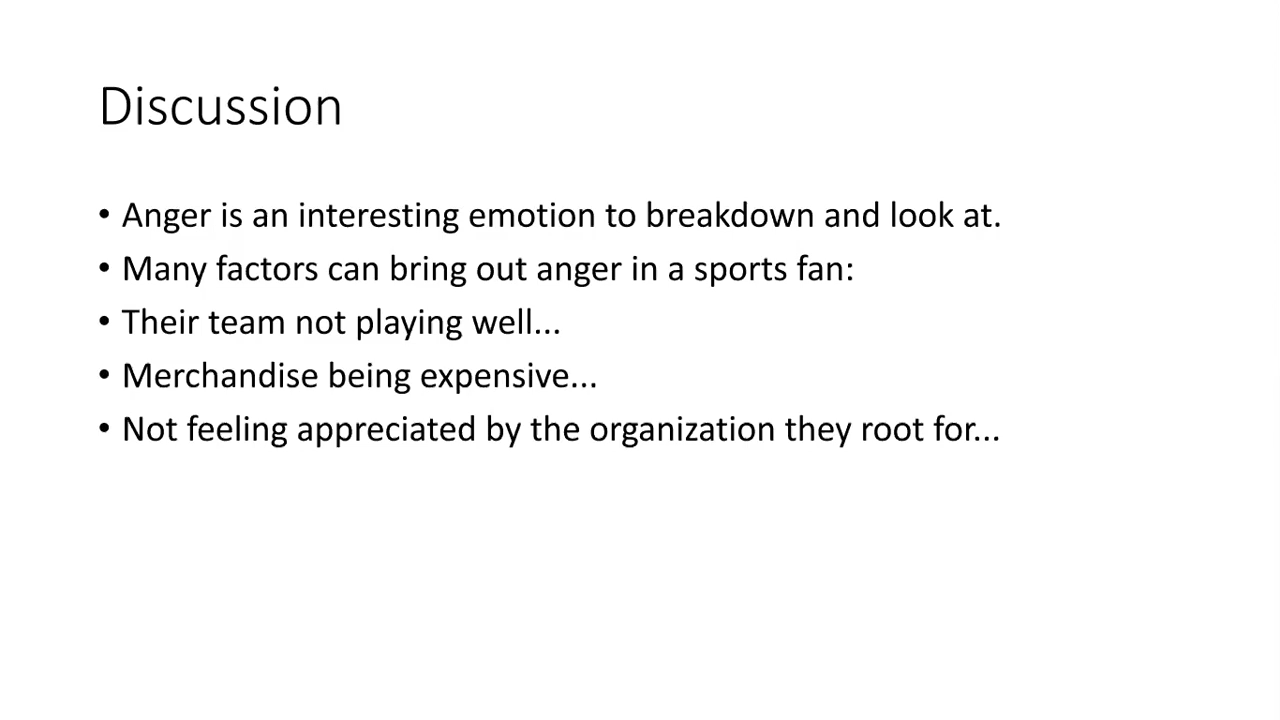 Discussion
• Anger is an interesting emotion to breakdown and look at.
• Many factors can bring out anger in a sports fan:
• Their team not playing well...
• Merchandise being expensive...
• Not feeling appreciated by the organization they root for...